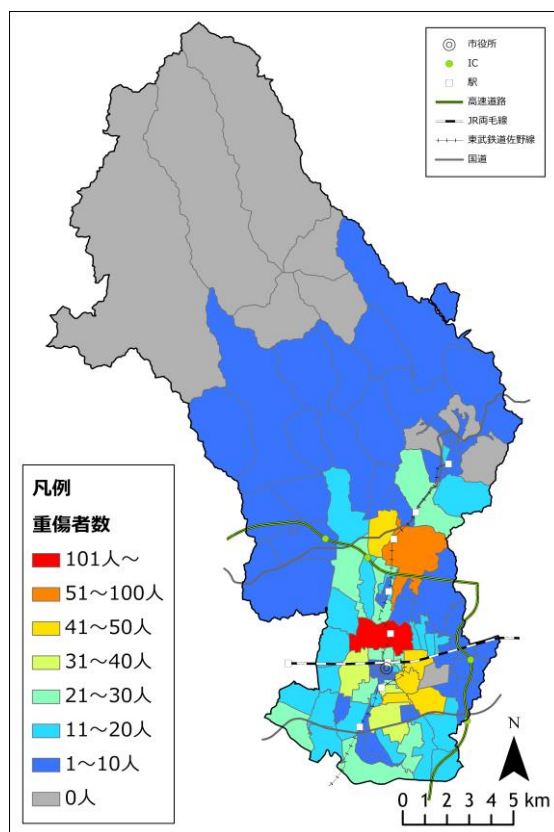 市役所
IC
駅
高速道路
JR両毛線
東武鉄道佐野線
国道
凡例
重傷者数
101人～
51～100人
41～50人
31～40人
21～30人
11～20人
1～10人
0人
N
0 1 2 3 4 5 km